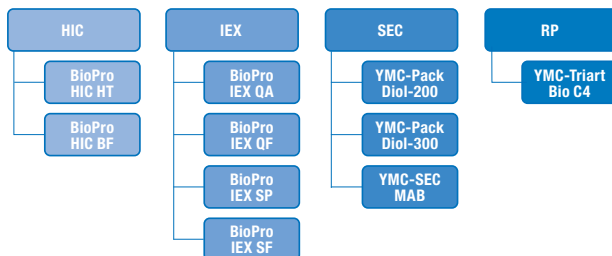 HIC
BioPro
HIC HT
BioPro
HIC BF
IEX
BioPro
IEX QA
BioPro
IEX QF
BioPro
IEX SP
BioPro
IEX SF
SEC
YMC-Pack
Diol-200
YMC-Pack
Diol-300
YMC-SEC
MAB
RP
YMC-Triart
Bio C4